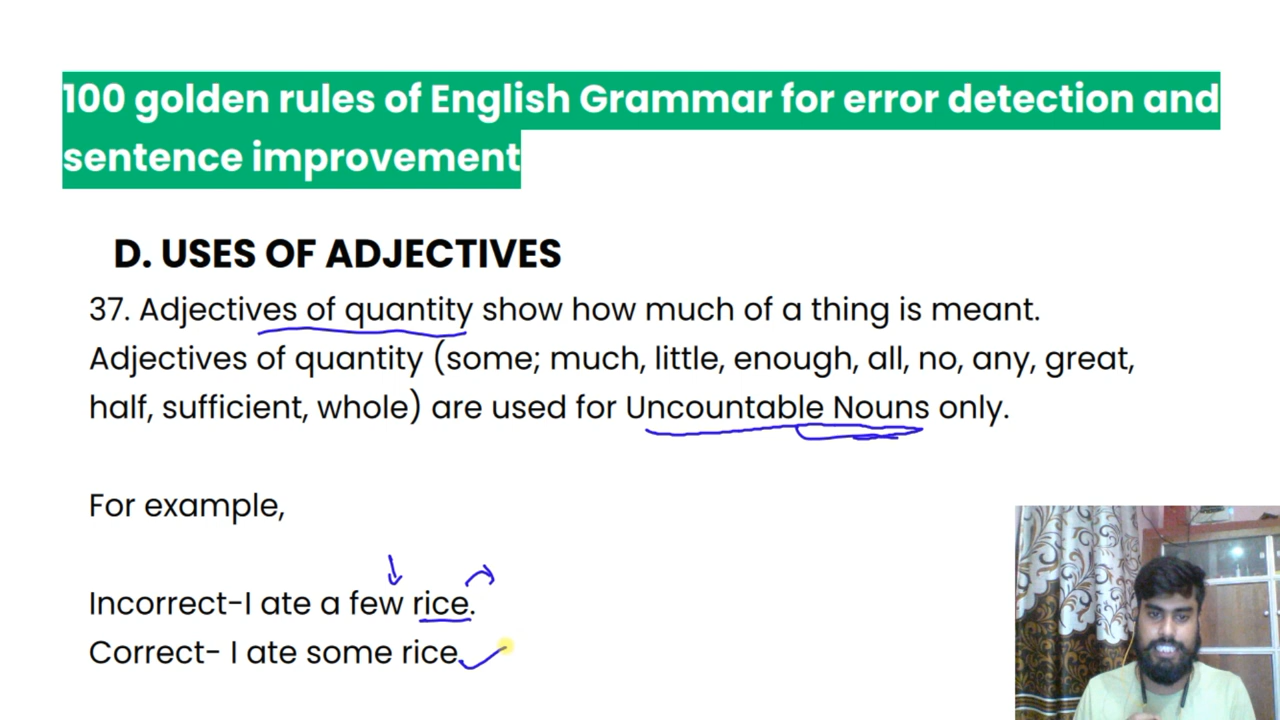 100 golden rules of English Grammar for error detection and
sentence improvement
D. USES OF ADJECTIVES
37. Adjectives of quantity show how much of a thing is meant.
Adjectives of quantity (some; much, little, enough, all, no, any, great,
half, sufficient, whole) are used for Uncountable Nouns only.
For example,
Incorrect-I ate a few rice.
Correct- I ate some rice.